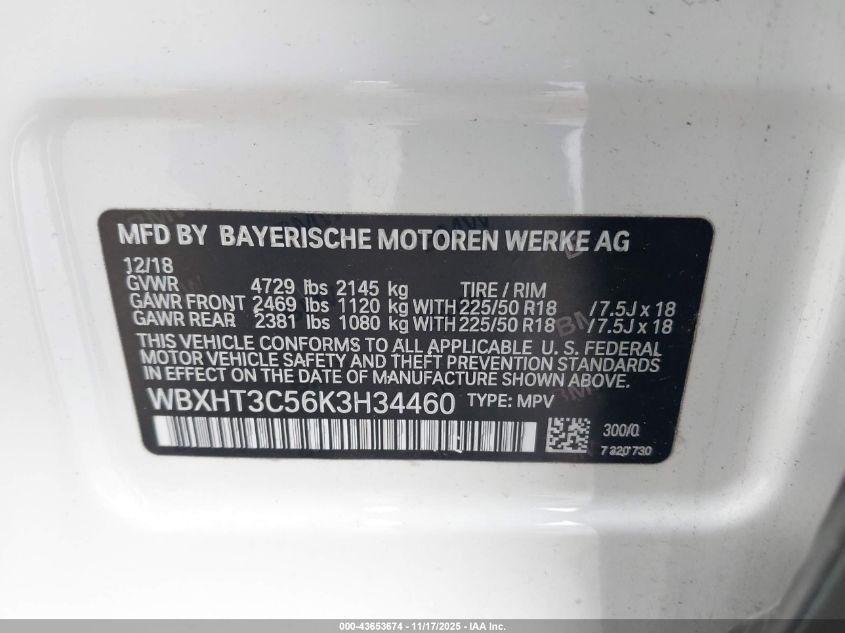 MFD BY BAYERISCHE MOTOREN WERKE AG
12/18
GVWR 4729 lbs 2145 kg TIRE / RIM
GAWR FRONT 2469 lbs 1120 kg WITH 225/50 R18 /7.5J x 18
GAWR REAR 2381 lbs 1080 kg WITH 225/50 R18 /7.5J x 18
THIS VEHICLE CONFORMS TO ALL APPLICABLE U. S. FEDERAL
MOTOR VEHICLE SAFETY AND THEFT PREVENTION STANDARDS
IN EFFECT ON THE DATE OF MANUFACTURE SHOWN ABOVE.
WBXHT3C56K3H34460 TYPE: MPV
300/0
7 320 730
000-43653674 - 11/17/2025 - IAA Inc.